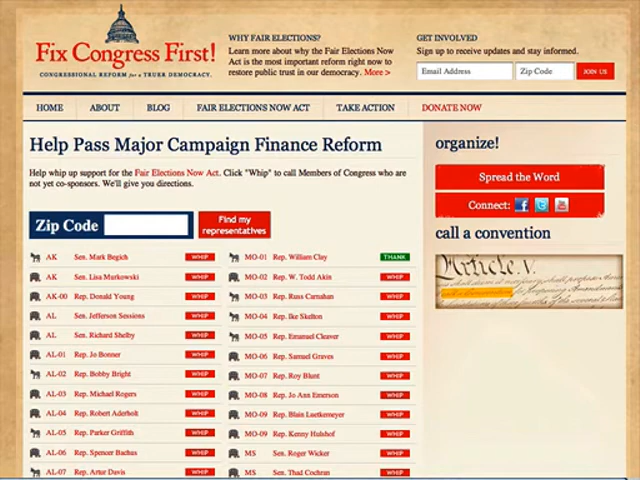 Fix Congress First!
CONGRESSIONAL REFORM for a TRUER DEMOCRACY.
WHY FAIR ELECTIONS?
Learn more about why the Fair Elections Now
Act is the most important reform right now to
restore public trust in our democracy. More >
GET INVOLVED
Sign up to receive updates and stay informed.
Email Address
Zip Code
JOIN US
HOME
ABOUT
BLOG
FAIR ELECTIONS NOW ACT
TAKE ACTION
DONATE NOW
Help Pass Major Campaign Finance Reform
Help whip up support for the Fair Elections Now Act. Click "Whip" to call Members of Congress who are
not yet co-sponsors. We'll give you directions.
Zip Code
Find my
representatives
AK Sen. Mark Begich WHIP
AK Sen. Lisa Murkowski WHIP
AK-00 Rep. Donald Young WHIP
AL Sen. Jefferson Sessions WHIP
AL Sen. Richard Shelby WHIP
AL-01 Rep. Jo Bonner WHIP
AL-02 Rep. Bobby Bright WHIP
AL-03 Rep. Michael Rogers WHIP
AL-04 Rep. Robert Aderholt WHIP
AL-05 Rep. Parker Griffith WHIP
AL-06 Rep. Spencer Bachus WHIP
AL-07 Rep. Artur Davis WHIP
MO-01 Rep. William Clay THANK
MO-02 Rep. W. Todd Akin WHIP
MO-03 Rep. Russ Carnahan WHIP
MO-04 Rep. Ike Skelton WHIP
MO-05 Rep. Emanuel Cleaver WHIP
MO-06 Rep. Samuel Graves WHIP
MO-07 Rep. Roy Blunt WHIP
MO-08 Rep. Jo Ann Emerson WHIP
MO-09 Rep. Blaine Luetkemeyer WHIP
MO-09 Rep. Kenny Hulshof WHIP
MS Sen. Roger Wicker WHIP
MS Sen. Thad Cochran WHIP
organize!
Spread the Word
Connect:
call a convention
Article. V.